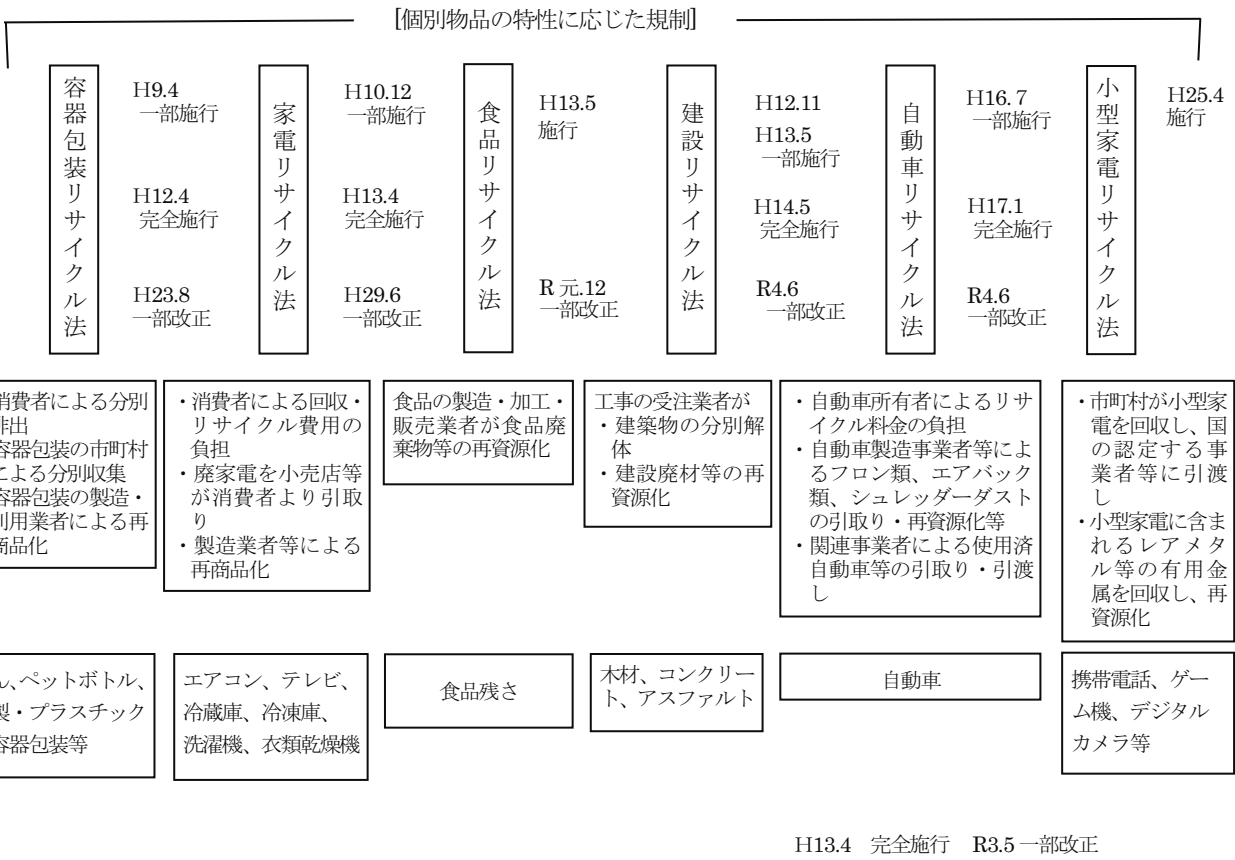 [個別物品の特性に応じた規制]
容器包装リサイクル法
H9.4
一部施行
H12.4
完全施行
H23.8
一部改正
家電リサイクル法
H10.12
一部施行
H13.4
完全施行
H29.6
一部改正
食品リサイクル法
H13.5
施行
R元.12
一部改正
建設リサイクル法
H12.11
H13.5
一部施行
H14.5
完全施行
R4.6
一部改正
自動車リサイクル法
H16.7
一部施行
H17.1
完全施行
R4.6
一部改正
小型家電リサイクル法
H25.4
施行
消費者による分別
排出
容器包装の市町村
による分別収集
容器包装の製造・
利用業者による再
商品化
・消費者による回収・
リサイクル費用の
負担
・廃家電を小売店等
が消費者より引取
り
・製造業者等による
再商品化
食品の製造・加工・
販売業者が食品廃
棄物等の再資源化
工事の受注業者が
・建築物の分別解
体
・建設廃材等の再
資源化
・自動車所有者によるリサ
イクル料金の負担
・自動車製造事業者等によ
るフロン類、エアバック
類、シュレッダーダスト
の引取り・再資源化等
・関連事業者による使用済
自動車等の引取り・引渡
し
・市町村が小型家
電を回収し、国
の認定する事
業者等に引渡
し
・小型家電に含ま
れるレアメタ
ル等の有用金
属を回収し、再
資源化
ん、ペットボトル、
製・プラスチック
容器包装等
エアコン、テレビ、
冷蔵庫、冷凍庫、
洗濯機、衣類乾燥機
食品残さ
木材、コンクリー
ト、アスファルト
自動車
携帯電話、ゲー
ム機、デジタル
カメラ等
H13.4 完全施行 R3.5 一部改正